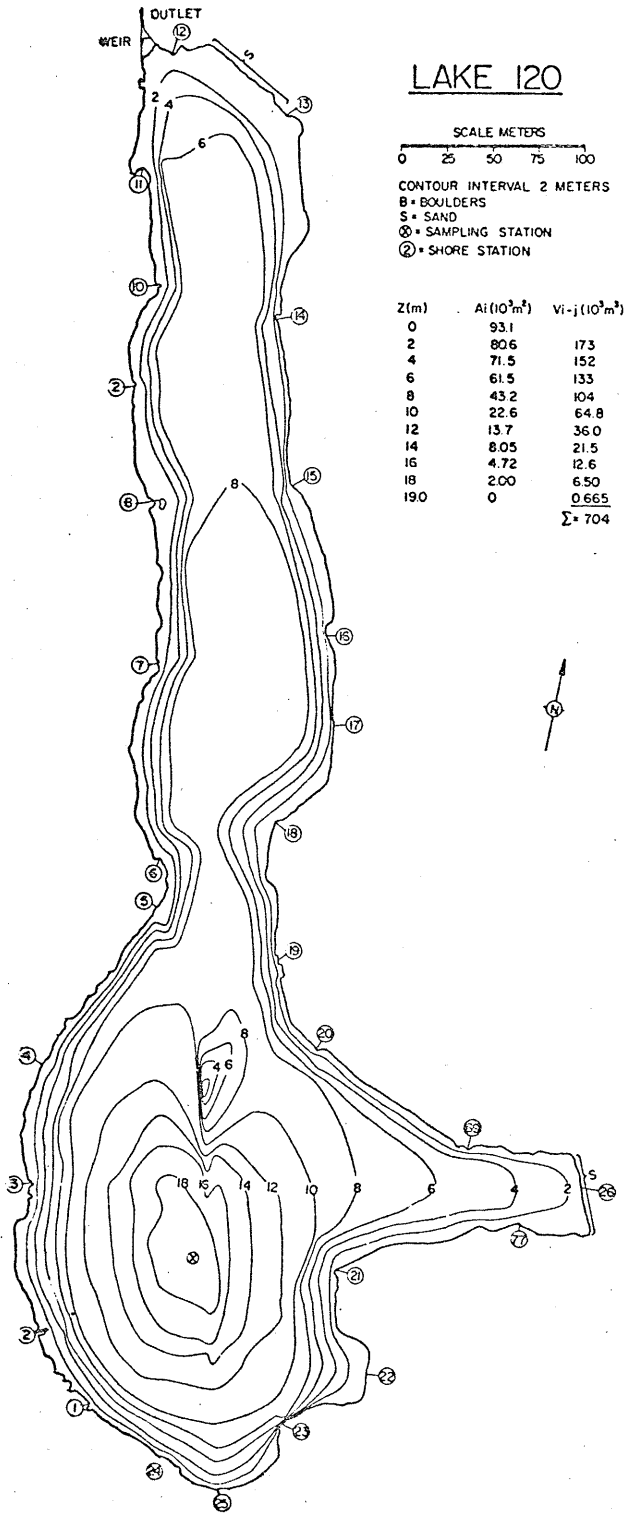 OUTLET
WEIR
12
S
13
LAKE 120
SCALE METERS
0 25 50 75 100
CONTOUR INTERVAL 2 METERS
B = BOULDERS
S = SAND
⊗ = SAMPLING STATION
② = SHORE STATION
Z(m) Ai(10³m²) Vi-j(10³m³)
0 93.1
2 80.6 173
4 71.5 152
6 61.5 133
8 43.2 104
10 22.6 64.8
12 13.7 36.0
14 8.05 21.5
16 4.72 12.6
18 2.00 6.50
19.0 0 0.665
Σ = 704
2 4
6
11
10
14
2
8
8
15
16
7
N
17
18
6
5
19
20
8
4 6
4
3
18 16 14 12 10 8 6 4 2
S
26
77
21
2
22
1
23
24
25